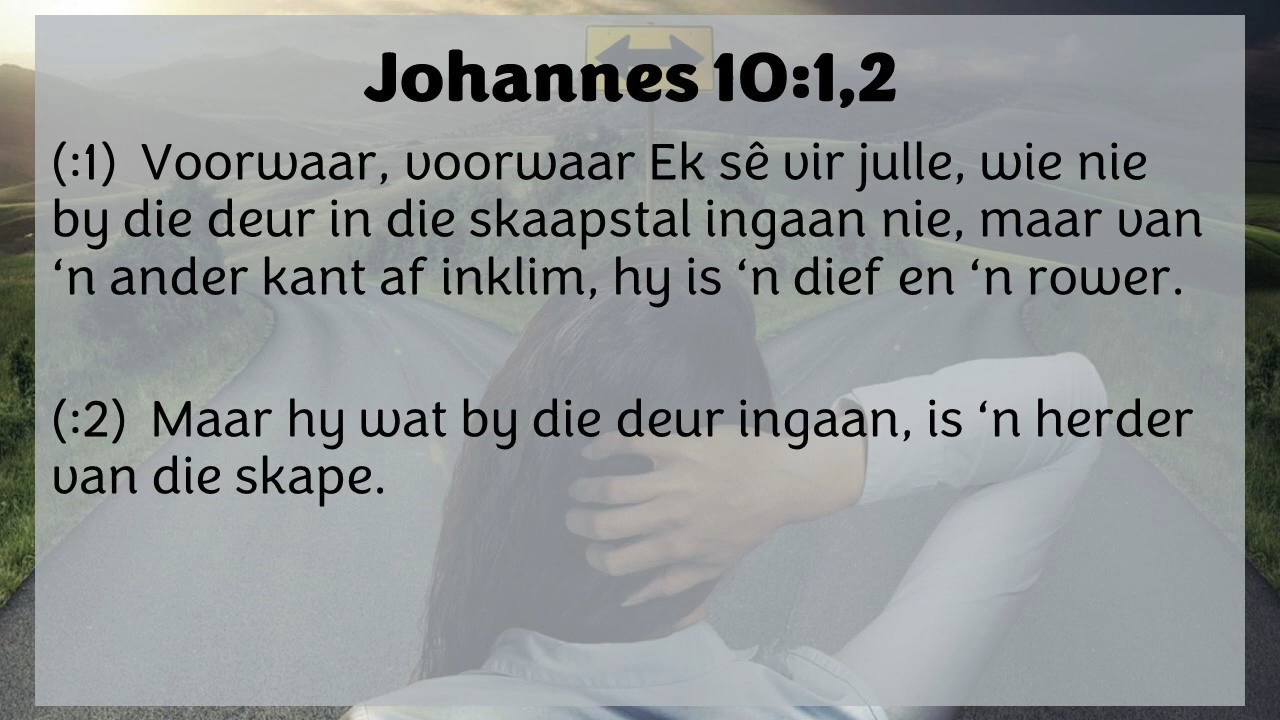 Johannes 10:1,2
(:1)  Voorwaar, voorwaar Ek sê vir julle, wie nie
by die deur in die skaapstal ingaan nie, maar van
‘n ander kant af inklim, hy is ‘n dief en ‘n rower.
(:2)  Maar hy wat by die deur ingaan, is ‘n herder
van die skape.